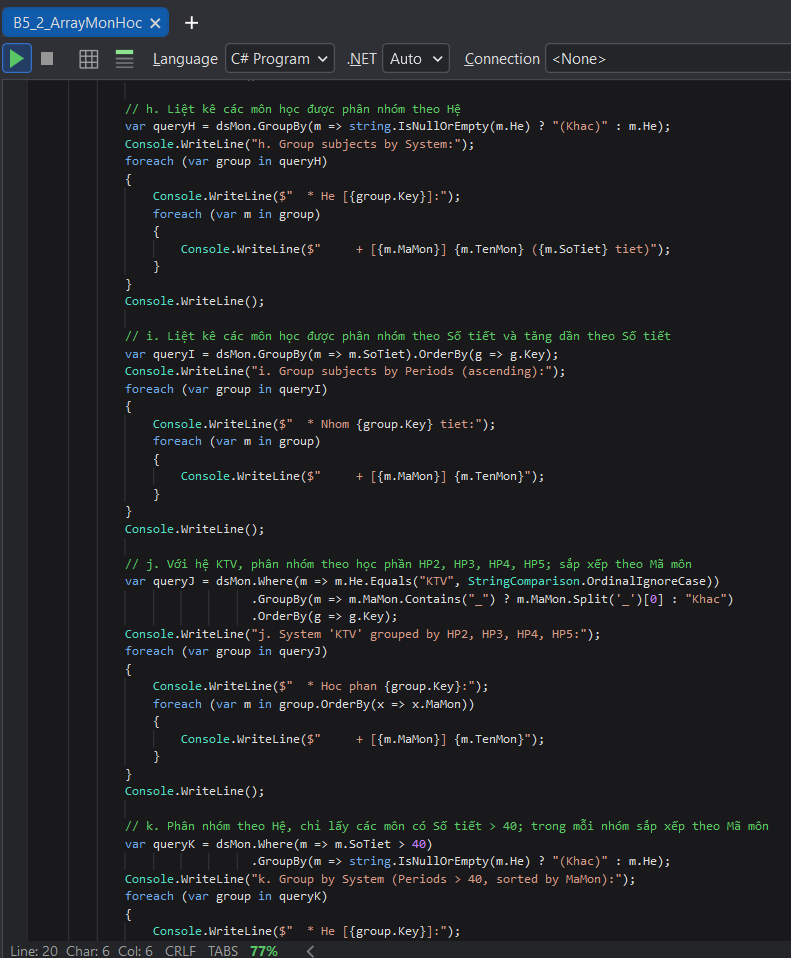 B5_2_ArrayMonHoc × +
Language C# Program .NET Auto Connection <None>
// h. Liệt kê các môn học được phân nhóm theo Hệ
var queryH = dsMon.GroupBy(m => string.IsNullOrEmpty(m.He) ? "(Khac)" : m.He);
Console.WriteLine("h. Group subjects by System:");
foreach (var group in queryH)
{
    Console.WriteLine($"  * He [{group.Key}]:");
    foreach (var m in group)
    {
        Console.WriteLine($"     + [{m.MaMon}] {m.TenMon} ({m.SoTiet} tiet)");
    }
}
Console.WriteLine();
// i. Liệt kê các môn học được phân nhóm theo Số tiết và tăng dần theo Số tiết
var queryI = dsMon.GroupBy(m => m.SoTiet).OrderBy(g => g.Key);
Console.WriteLine("i. Group subjects by Periods (ascending):");
foreach (var group in queryI)
{
    Console.WriteLine($"  * Nhom {group.Key} tiet:");
    foreach (var m in group)
    {
        Console.WriteLine($"     + [{m.MaMon}] {m.TenMon}");
    }
}
Console.WriteLine();
// j. Với hệ KTV, phân nhóm theo học phần HP2, HP3, HP4, HP5; sắp xếp theo Mã môn
var queryJ = dsMon.Where(m => m.He.Equals("KTV", StringComparison.OrdinalIgnoreCase))
                  .GroupBy(m => m.MaMon.Contains("_") ? m.MaMon.Split('_')[0] : "Khac")
                  .OrderBy(g => g.Key);
Console.WriteLine("j. System 'KTV' grouped by HP2, HP3, HP4, HP5:");
foreach (var group in queryJ)
{
    Console.WriteLine($"  * Hoc phan {group.Key}:");
    foreach (var m in group.OrderBy(x => x.MaMon))
    {
        Console.WriteLine($"     + [{m.MaMon}] {m.TenMon}");
    }
}
Console.WriteLine();
// k. Phân nhóm theo Hệ, chỉ lấy các môn có Số tiết > 40; trong mỗi nhóm sắp xếp theo Mã môn
var queryK = dsMon.Where(m => m.SoTiet > 40)
                  .GroupBy(m => string.IsNullOrEmpty(m.He) ? "(Khac)" : m.He);
Console.WriteLine("k. Group by System (Periods > 40, sorted by MaMon):");
foreach (var group in queryK)
{
    Console.WriteLine($"  * He [{group.Key}]:");
Line: 20 Char: 6 Col: 6 CRLF TABS 77%